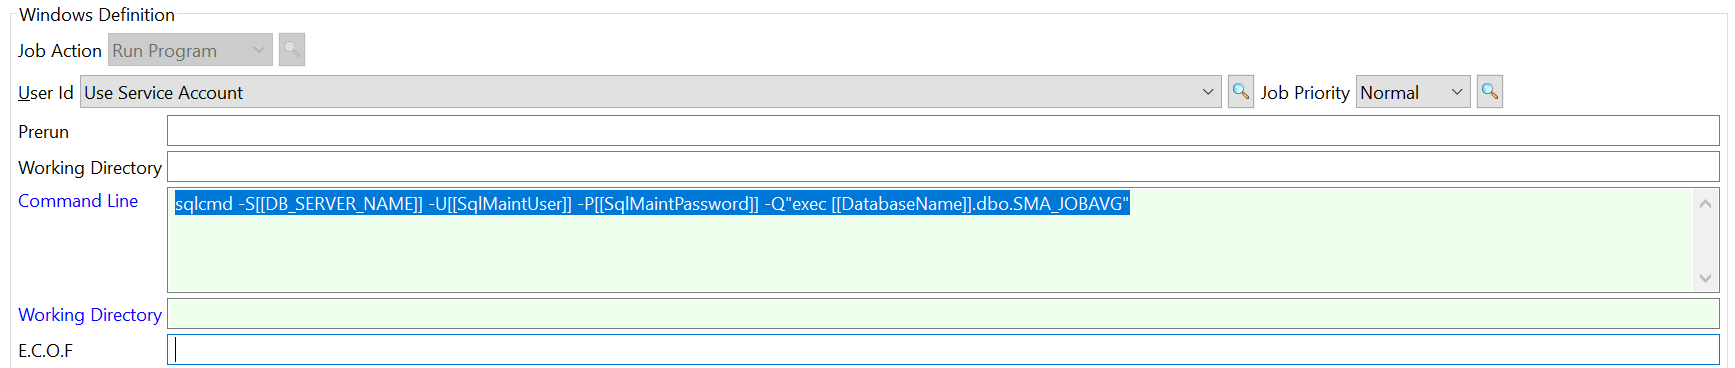 Windows Definition
Job Action Run Program
User Id Use Service Account Job Priority Normal
Prerun
Working Directory
Command Line sqlcmd -S[[DB_SERVER_NAME]] -U[[SqlMaintUser]] -P[[SqlMaintPassword]] -Q"exec [[DatabaseName]].dbo.SMA_JOBAVG"
Working Directory
E.C.O.F